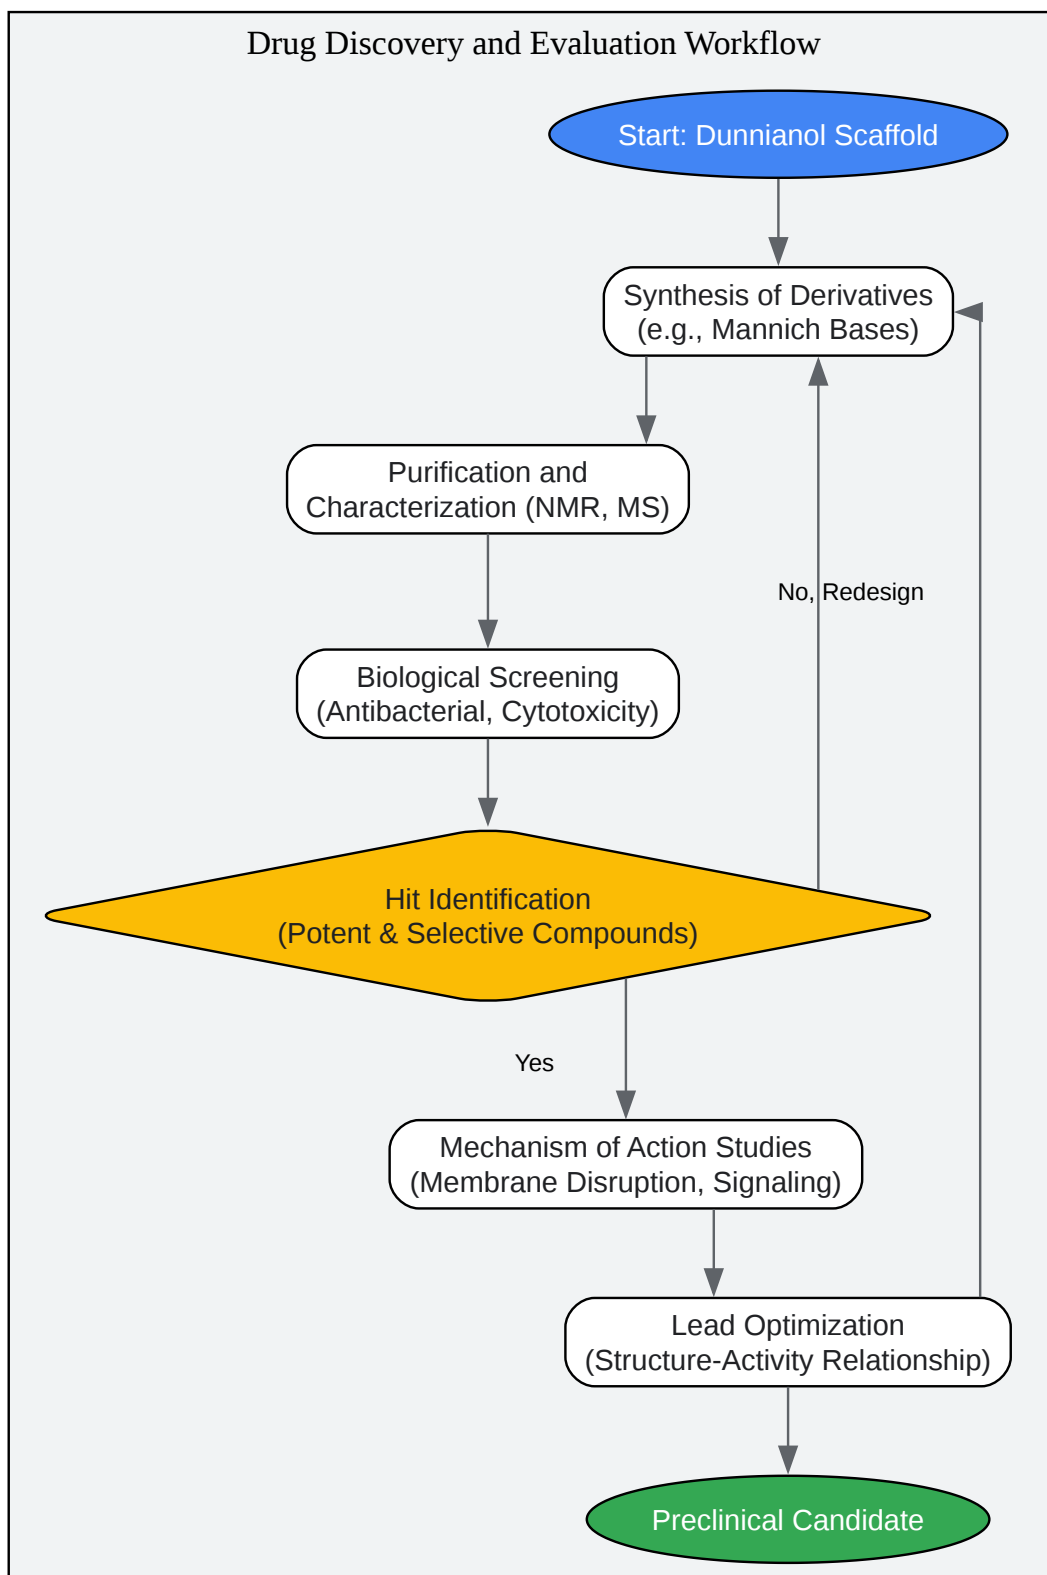 Drug Discovery and Evaluation Workflow
Start: Dunnianol Scaffold
Synthesis of Derivatives
(e.g., Mannich Bases)
Purification and
Characterization (NMR, MS)
No, Redesign
Biological Screening
(Antibacterial, Cytotoxicity)
Hit Identification
(Potent & Selective Compounds)
Yes
Mechanism of Action Studies
(Membrane Disruption, Signaling)
Lead Optimization
(Structure-Activity Relationship)
Preclinical Candidate